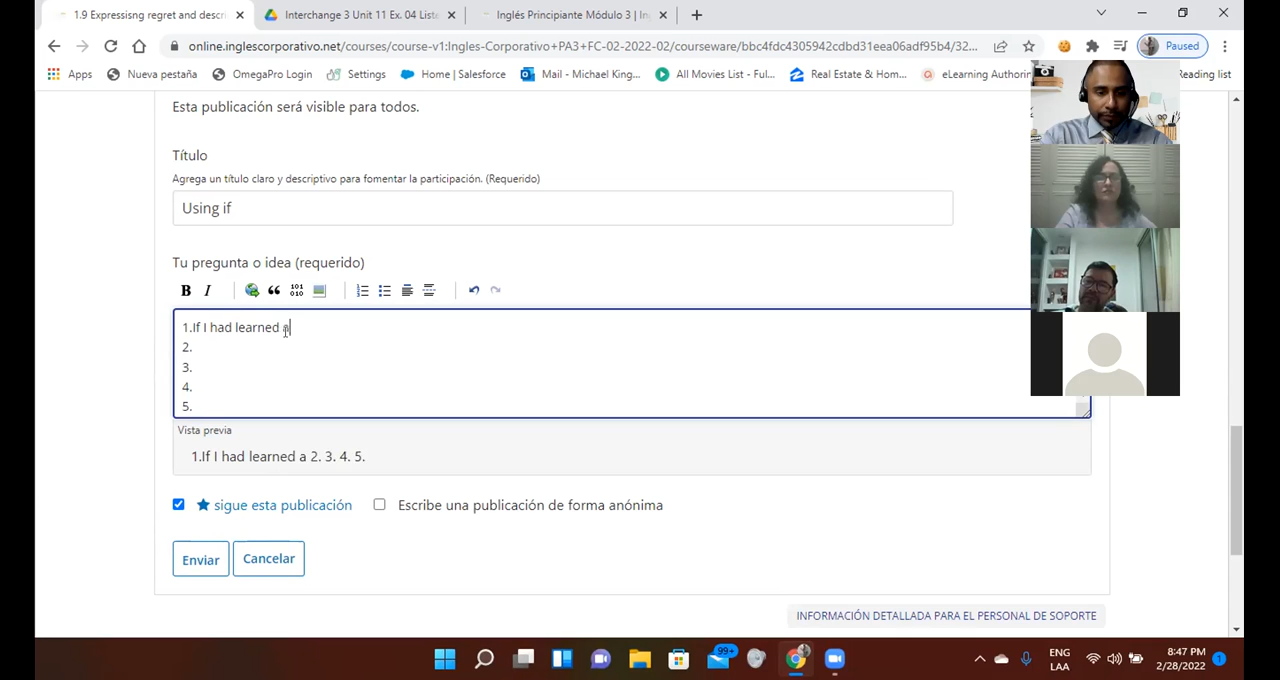 1.9 Expressisng regret and descri
Interchange 3 Unit 11 Ex. 04 Liste
Inglés Principiante Módulo 3 | In
online.inglescorporativo.net/courses/course-v1:Ingles-Corporativo+PA3+FC-02-2022-02/courseware/bbc4fdc4305942cdbd31eea06adf95b4/32...
Paused
Apps
Nueva pestaña
OmegaPro Login
Settings
Home | Salesforce
Mail - Michael King...
All Movies List - Ful...
Real Estate & Hom...
eLearning Authorin
Reading list
Esta publicación será visible para todos.
Título
Agrega un título claro y descriptivo para fomentar la participación. (Requerido)
Using if
Tu pregunta o idea (requerido)
B I
1.If I had learned a
2.
3.
4.
5.
Vista previa
1.If I had learned a 2. 3. 4. 5.
sigue esta publicación
Escribe una publicación de forma anónima
Enviar
Cancelar
INFORMACIÓN DETALLADA PARA EL PERSONAL DE SOPORTE
99+
ENG
LAA
8:47 PM
2/28/2022
1